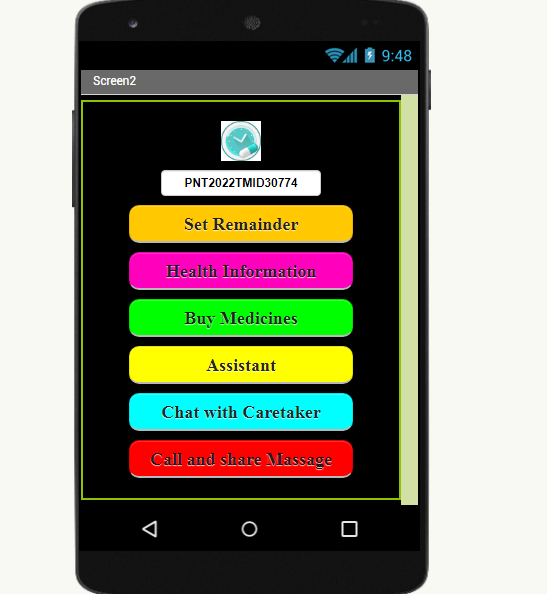 9:48
Screen2
PNT2022TMID30774
Set Remainder
Health Information
Buy Medicines
Assistant
Chat with Caretaker
Call and share Massage